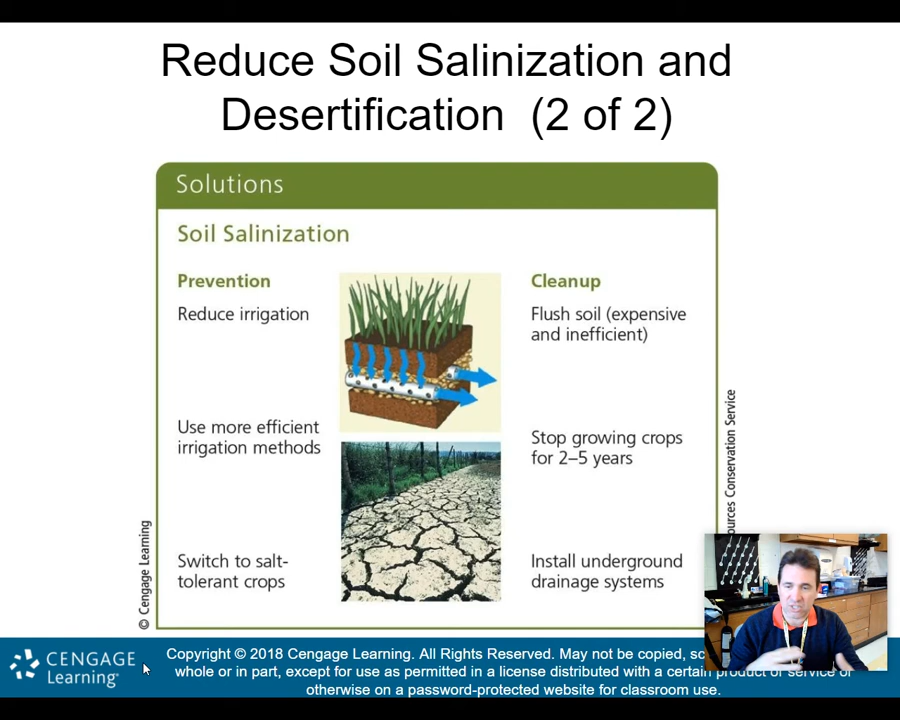 Reduce Soil Salinization and
Desertification (2 of 2)
Solutions
Soil Salinization
Prevention
Reduce irrigation
Use more efficient
irrigation methods
Switch to salt-
tolerant crops
Cleanup
Flush soil (expensive
and inefficient)
Stop growing crops
for 2–5 years
Install underground
drainage systems
© Cengage Learning
Conservation Service
CENGAGE
Learning
Copyright © 2018 Cengage Learning. All Rights Reserved. May not be copied,
whole or in part, except for use as permitted in a license distributed with a certain product or service or
otherwise on a password-protected website for classroom use.